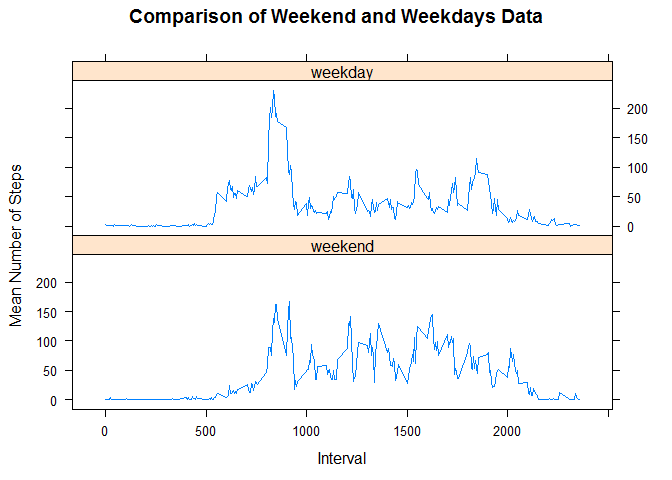 Comparison of Weekend and Weekdays Data
weekday
200
150
100
50
0
weekend
200
150
100
50
0
0 500 1000 1500 2000
Interval
Mean Number of Steps